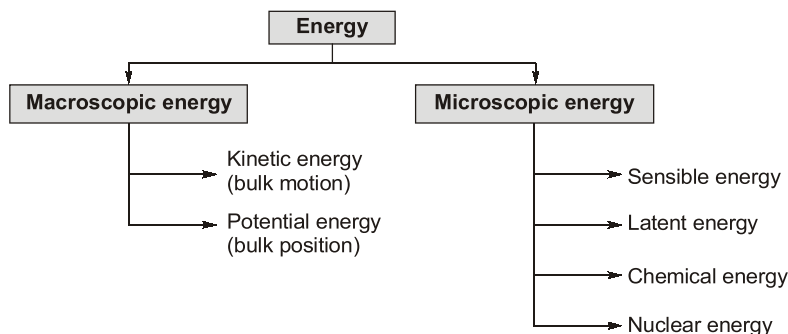 Energy
Macroscopic energy
Microscopic energy
Kinetic energy
(bulk motion)
Potential energy
(bulk position)
Sensible energy
Latent energy
Chemical energy
Nuclear energy